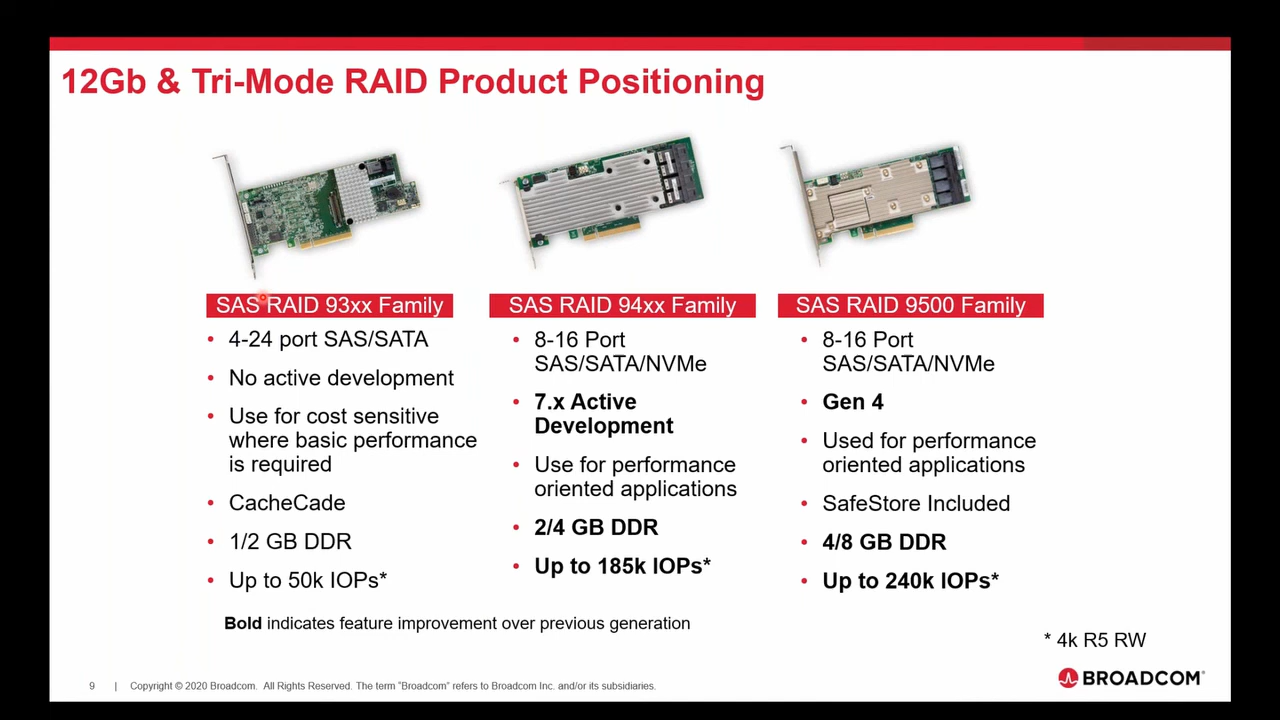 12Gb & Tri-Mode RAID Product Positioning
SAS RAID 93xx Family
• 4-24 port SAS/SATA
• No active development
• Use for cost sensitive
where basic performance
is required
• CacheCade
• 1/2 GB DDR
• Up to 50k IOPs*
SAS RAID 94xx Family
• 8-16 Port
SAS/SATA/NVMe
• 7.x Active
Development
• Use for performance
oriented applications
• 2/4 GB DDR
• Up to 185k IOPs*
SAS RAID 9500 Family
• 8-16 Port
SAS/SATA/NVMe
• Gen 4
• Used for performance
oriented applications
• SafeStore Included
• 4/8 GB DDR
• Up to 240k IOPs*
Bold indicates feature improvement over previous generation
* 4k R5 RW
9 | Copyright © 2020 Broadcom. All Rights Reserved. The term “Broadcom” refers to Broadcom Inc. and/or its subsidiaries.
BROADCOM®